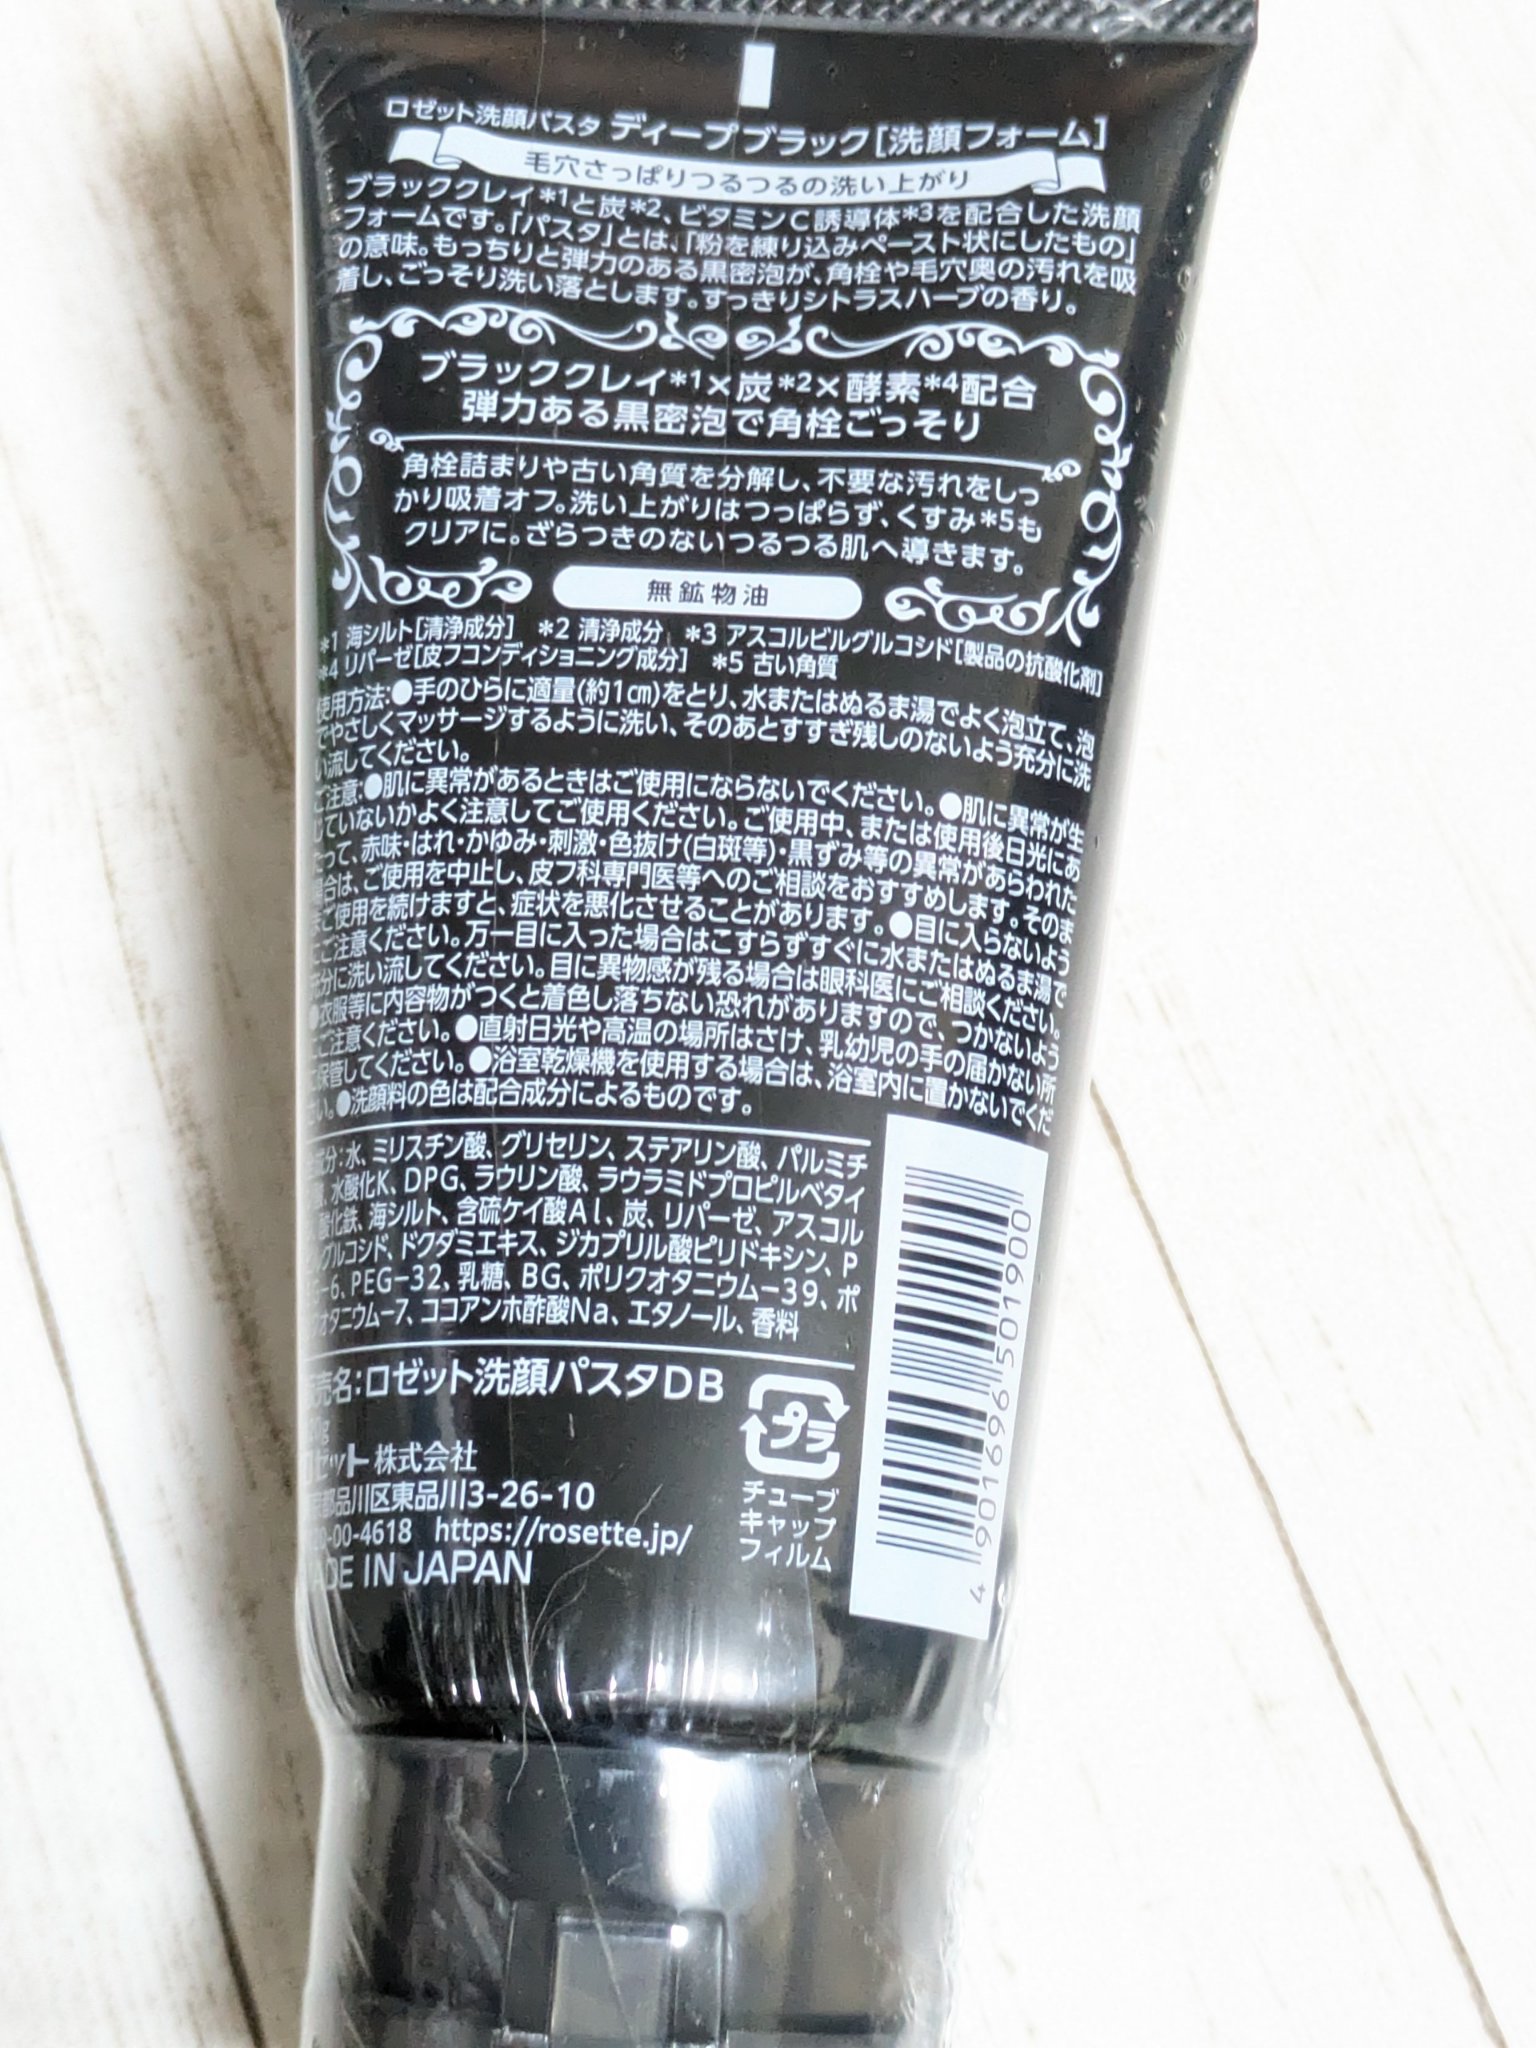 ロゼット洗顔パスタ ディープブラック[洗顔フォーム]
毛穴さっぱりつるつるの洗い上がり
ブラッククレイ*1と炭*2、ビタミンC誘導体*3を配合した洗顔
フォームです。「パスタ」とは、「粉を練り込みペースト状にしたもの」
の意味。もっちりと弾力のある黒密泡が、角栓や毛穴奥の汚れを吸
着し、ごっそり洗い落とします。すっきりシトラスハーブの香り。
ブラッククレイ*1×炭*2×酵素*4配合
弾力ある黒密泡で角栓ごっそり
角栓詰まりや古い角質を分解し、不要な汚れをしっ
かり吸着オフ。洗い上がりはつっぱらず、くすみ*5も
クリアに。ざらつきのないつるつる肌へ導きます。
無鉱物油
*1 海シルト[清浄成分] *2 清浄成分 *3 アスコルビルグルコシド[製品の抗酸化剤]
*4 リパーゼ[皮フコンディショニング成分] *5 古い角質
使用方法:●手のひらに適量(約1cm)をとり、水またはぬるま湯でよく泡立て、泡
でやさしくマッサージするように洗い、そのあとすすぎ残しのないよう充分に洗
い流してください。
ご注意:●肌に異常があるときはご使用にならないでください。●肌に異常が生
じていないかよく注意してご使用ください。ご使用中、または使用後日光にあ
たって、赤味・はれ・かゆみ・刺激・色抜け(白斑等)・黒ずみ等の異常があらわれた
場合は、ご使用を中止し、皮フ科専門医等へのご相談をおすすめします。そのま
まご使用を続けますと、症状を悪化させることがあります。●目に入らないよう
にご注意ください。万一目に入った場合はこすらずすぐに水またはぬるま湯で
充分に洗い流してください。目に異物感が残る場合は眼科医にご相談ください。
●衣服等に内容物がつくと着色し落ちない恐れがありますので、つかないよう
にご注意ください。●直射日光や高温の場所はさけ、乳幼児の手の届かない所
に保管してください。●浴室乾燥機を使用する場合は、浴室内に置かないでくだ
さい。●洗顔料の色は配合成分によるものです。
成分:水、ミリスチン酸、グリセリン、ステアリン酸、パルミチ
酸、水酸化K、DPG、ラウリン酸、ラウラミドプロピルベタイ
酸化鉄、海シルト、含硫ケイ酸Al、炭、リパーゼ、アスコル
グルコシド、ドクダミエキス、ジカプリル酸ピリドキシン、P
-6、PEG-32、乳糖、BG、ポリクオタニウム-39、ポ
オタニウム-7、ココアンホ酢酸Na、エタノール、香料
売名:ロゼット洗顔パスタDB
g
ロゼット 株式会社
京都品川区東品川3-26-10
-00-4618 https://rosette.jp/
MADE IN JAPAN
プラ
チューブ
キャップ
フィルム
4 901696 501900